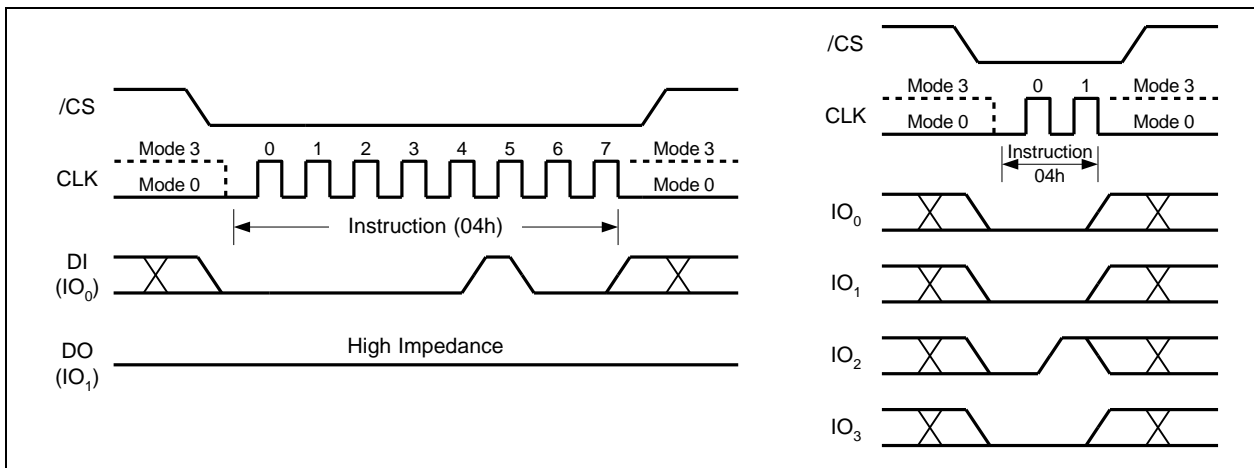 /CS
CLK
Mode 3
Mode 0
0 1 2 3 4 5 6 7
Mode 3
Mode 0
Instruction (04h)
DI
(IO0)
DO
(IO1)
High Impedance
/CS
CLK
Mode 3
Mode 0
0 1
Mode 3
Mode 0
Instruction
04h
IO0
IO1
IO2
IO3